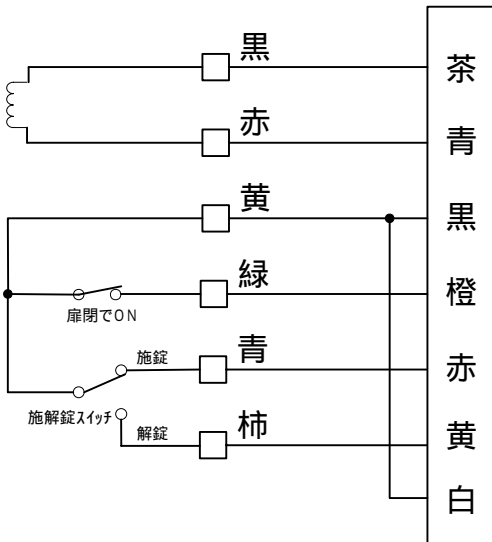 黒
茶
赤
青
黄
黒
緑
橙
扉閉でON
施錠
青
赤
施解錠スイッチ
解錠
柿
黄
白